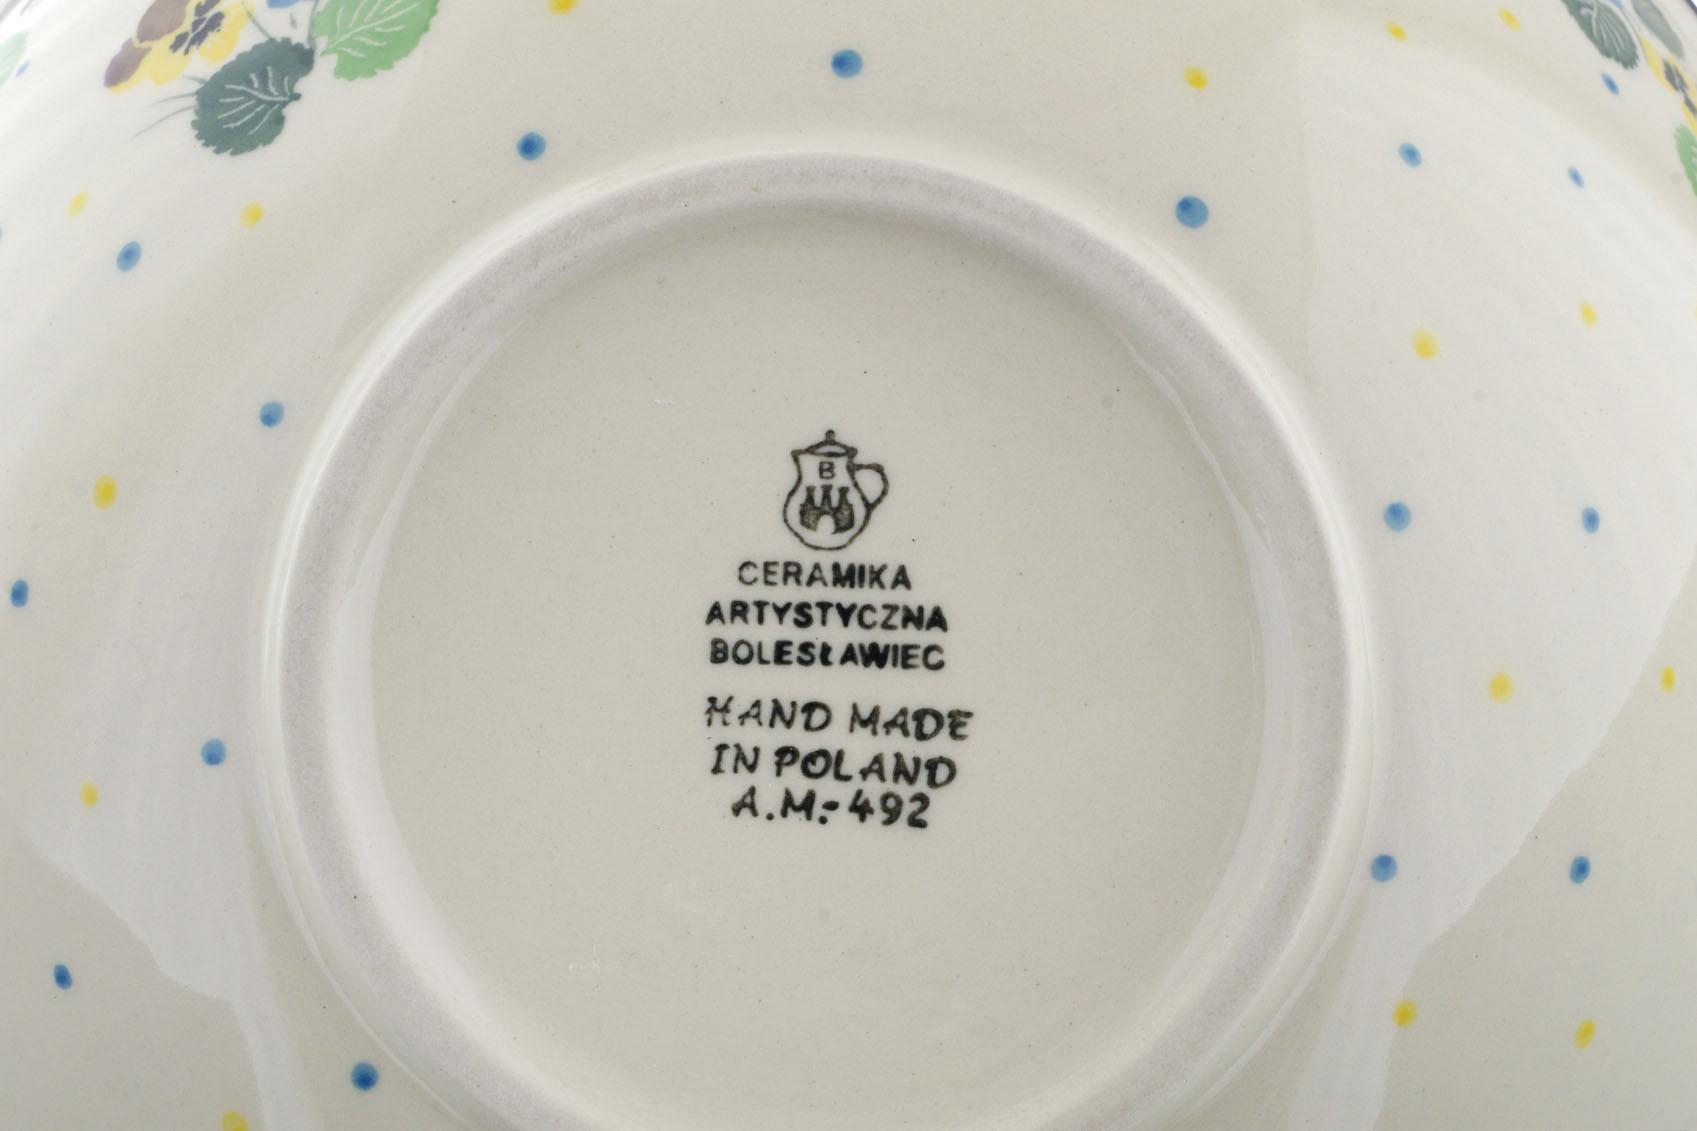 B
CERAMIKA
ARTYSTYCZNA
BOLESŁAWIEC
HAND MADE
IN POLAND
A.M.-492